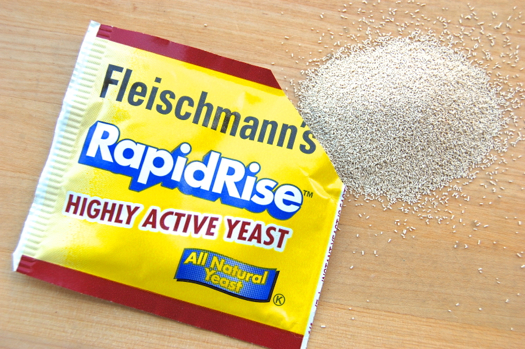 Fleischmann's
RapidRise™
HIGHLY ACTIVE YEAST
All Natural
Yeast
K